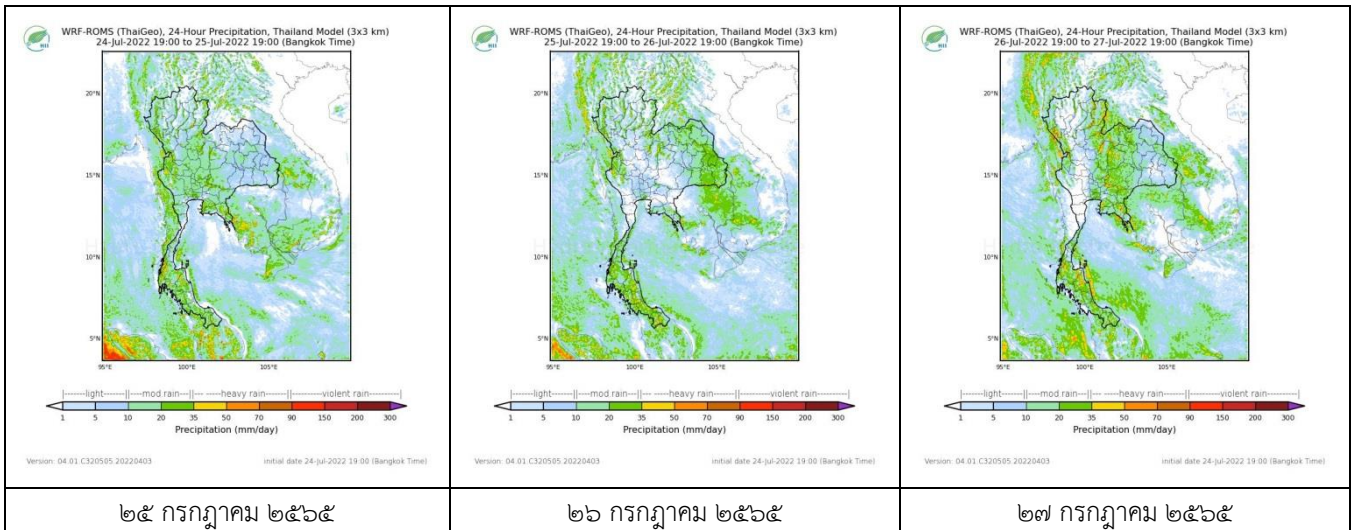 WRF-ROMS (ThaiGeo), 24-Hour Precipitation, Thailand Model (3x3 km)
24-Jul-2022 19:00 to 25-Jul-2022 19:00 (Bangkok Time)
20°N
15°N
10°N
5°N
95°E 100°E 105°E
|-------light-------||---mod rain---||--- heavy rain----||------violent rain------|
1 5 10 20 35 50 70 90 150 200 300
Precipitation (mm/day)
Version: 04.01.C320505.20220403 initial date 24-Jul-2022 19:00 (Bangkok Time)
๒๕ กรกฎาคม ๒๕๖๕
WRF-ROMS (ThaiGeo), 24-Hour Precipitation, Thailand Model (3x3 km)
25-Jul-2022 19:00 to 26-Jul-2022 19:00 (Bangkok Time)
20°N
15°N
10°N
5°N
95°E 100°E 105°E
|-------light-------||---mod rain---||--- heavy rain----||------violent rain------|
1 5 10 20 35 50 70 90 150 200 300
Precipitation (mm/day)
Version: 04.01.C320505.20220403 initial date 24-Jul-2022 19:00 (Bangkok Time)
๒๖ กรกฎาคม ๒๕๖๕
WRF-ROMS (ThaiGeo), 24-Hour Precipitation, Thailand Model (3x3 km)
26-Jul-2022 19:00 to 27-Jul-2022 19:00 (Bangkok Time)
20°N
15°N
10°N
5°N
95°E 100°E 105°E
|-------light-------||---mod rain---||--- heavy rain----||------violent rain------|
1 5 10 20 35 50 70 90 150 200 300
Precipitation (mm/day)
Version: 04.01.C320505.20220403 initial date 24-Jul-2022 19:00 (Bangkok Time)
๒๗ กรกฎาคม ๒๕๖๕